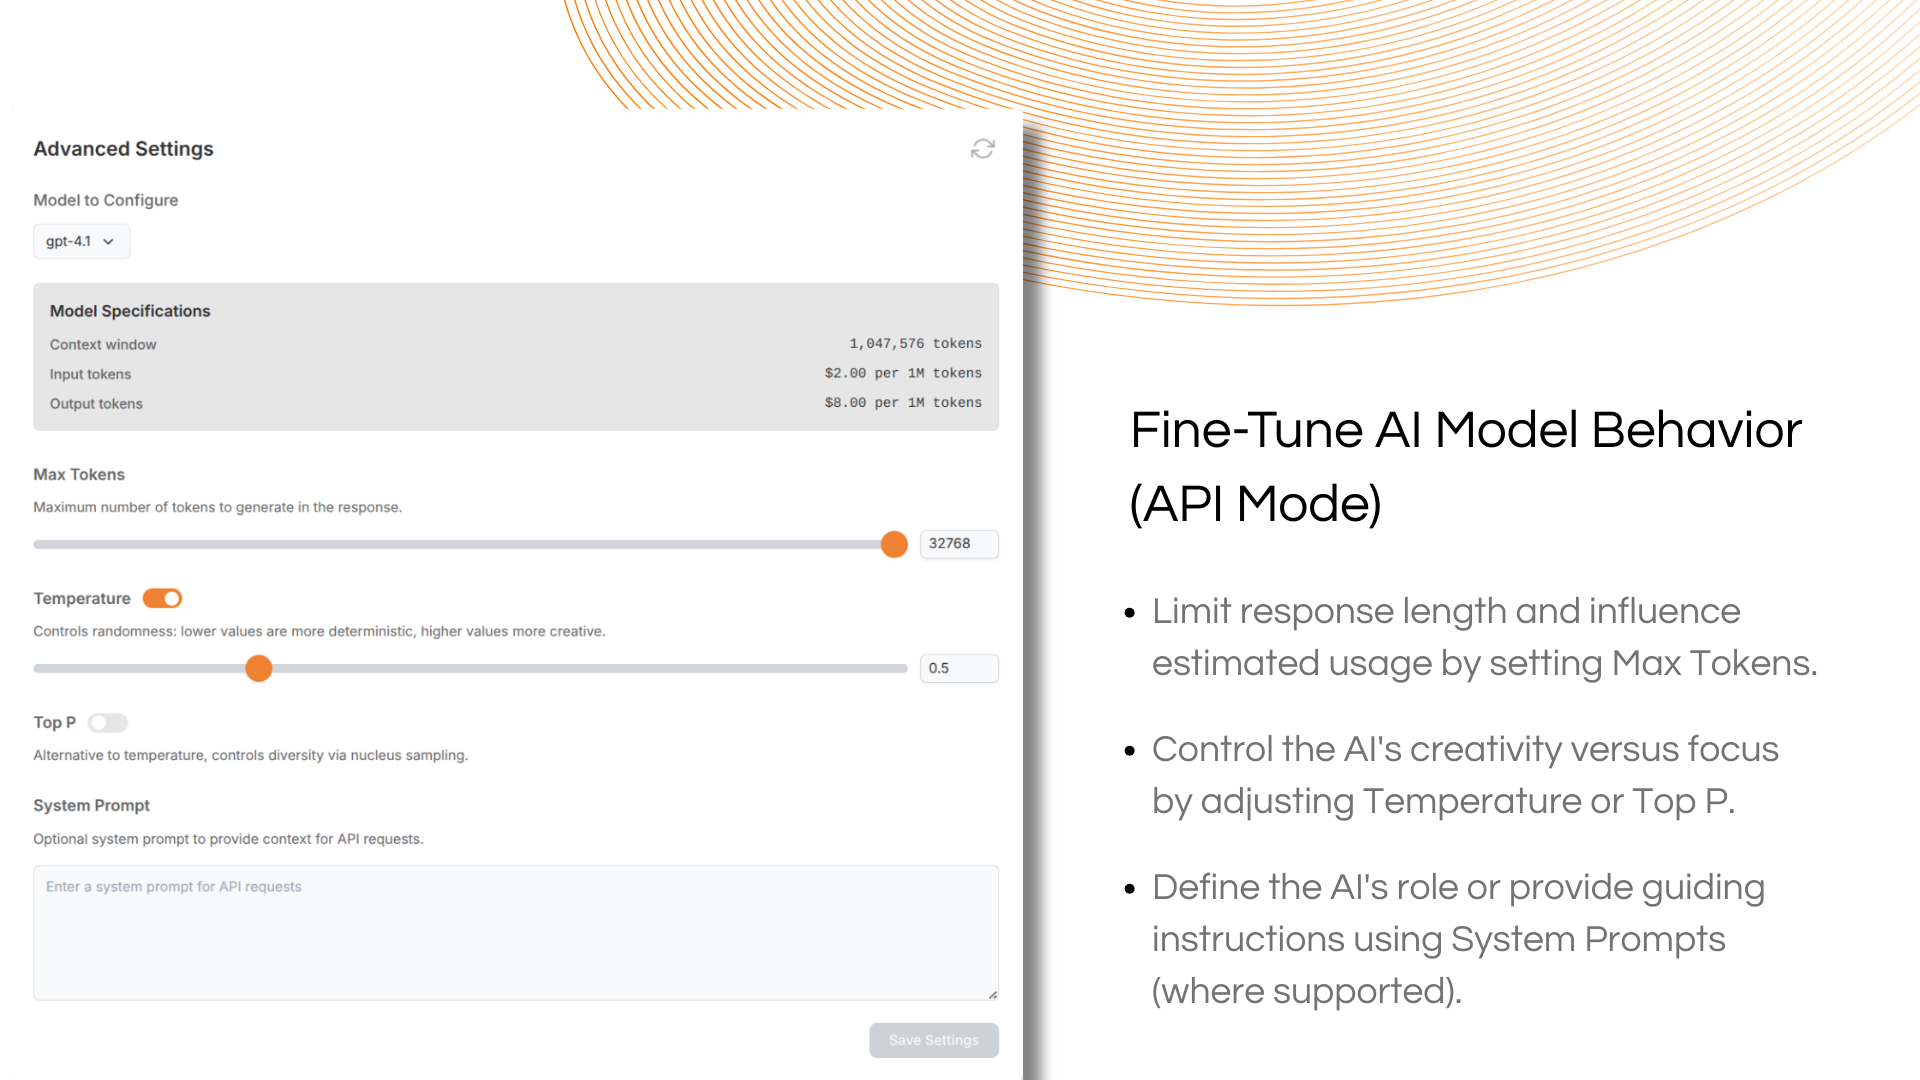 Advanced Settings
Model to Configure
gpt-4.1
Model Specifications
Context window 1,047,576 tokens
Input tokens $2.00 per 1M tokens
Output tokens $8.00 per 1M tokens
Max Tokens
Maximum number of tokens to generate in the response.
32768
Temperature
Controls randomness: lower values are more deterministic, higher values more creative.
0.5
Top P
Alternative to temperature, controls diversity via nucleus sampling.
System Prompt
Optional system prompt to provide context for API requests.
Enter a system prompt for API requests
Save Settings
Fine-Tune AI Model Behavior
(API Mode)
• Limit response length and influence
estimated usage by setting Max Tokens.
• Control the AI's creativity versus focus
by adjusting Temperature or Top P.
• Define the AI's role or provide guiding
instructions using System Prompts
(where supported).